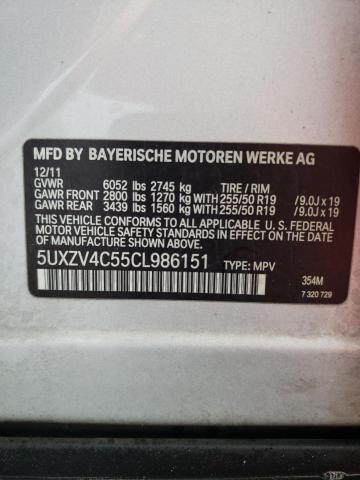 MFD BY BAYERISCHE MOTOREN WERKE AG
12/11
GVWR 6052 lbs 2745 kg TIRE / RIM
GAWR FRONT 2800 lbs 1270 kg WITH 255/50 R19 /9.0J x 19
GAWR REAR 3439 lbs 1560 kg WITH 255/50 R19 /9.0J x 19
THIS VEHICLE CONFORMS TO ALL APPLICABLE U. S. FEDERAL
MOTOR VEHICLE SAFETY STANDARDS IN EFFECT ON
THE DATE OF MANUFACTURE SHOWN ABOVE.
5UXZV4C55CL986151 TYPE: MPV
354M
7 320 729